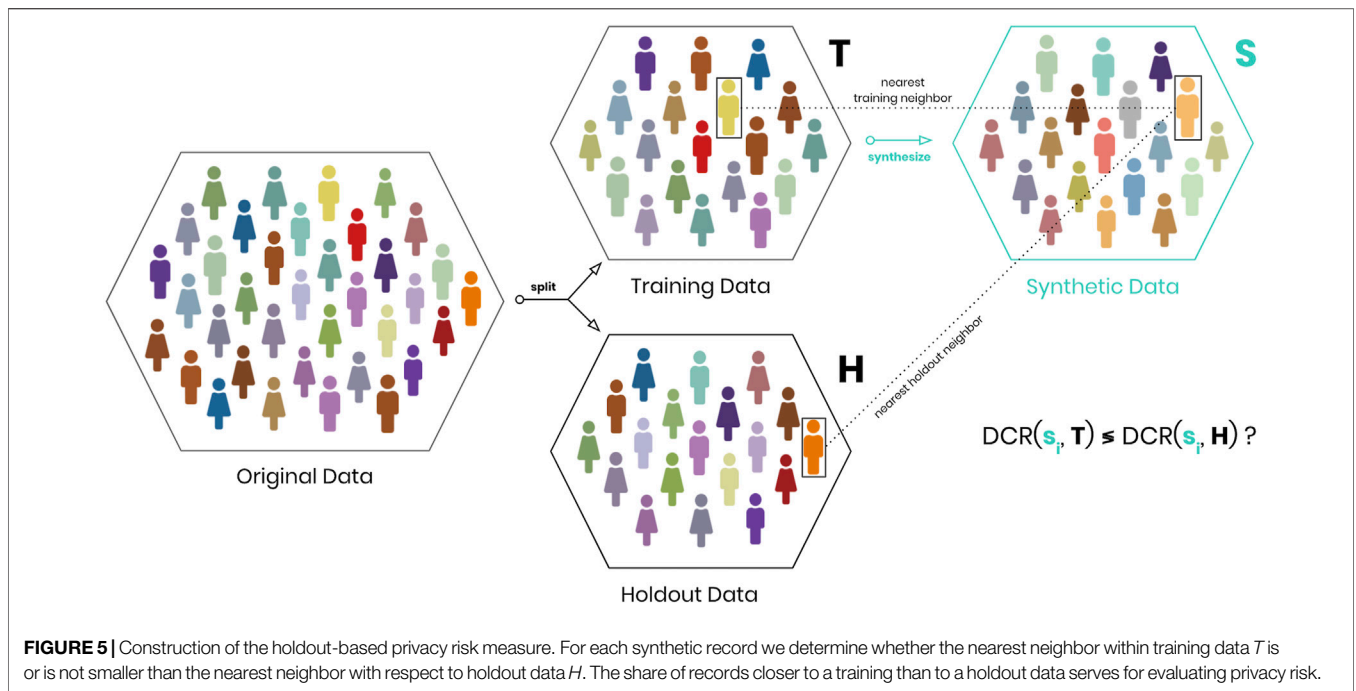 T
S
nearest
training neighbor
synthesize
split
Training Data
Synthetic Data
H
nearest holdout neighbor
DCR(si, T) ≶ DCR(si, H) ?
Original Data
Holdout Data
FIGURE 5 | Construction of the holdout-based privacy risk measure. For each synthetic record we determine whether the nearest neighbor within training data T is
or is not smaller than the nearest neighbor with respect to holdout data H. The share of records closer to a training than to a holdout data serves for evaluating privacy risk.